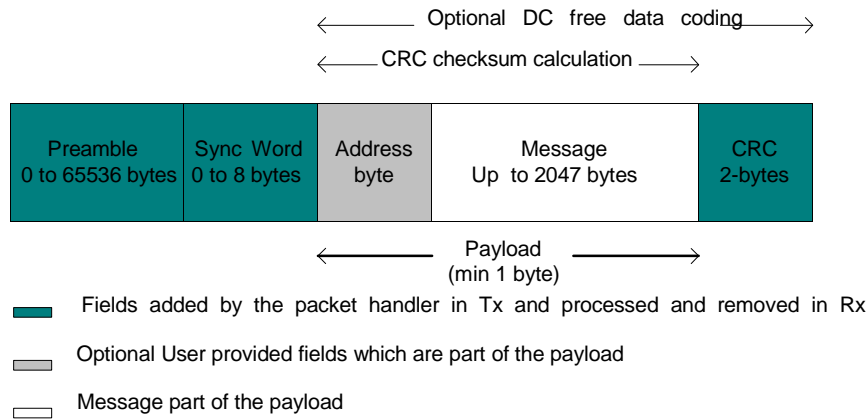 Optional DC free data coding
CRC checksum calculation
Preamble
0 to 65536 bytes
Sync Word
0 to 8 bytes
Address
byte
Message
Up to 2047 bytes
CRC
2-bytes
Payload
(min 1 byte)
Fields added by the packet handler in Tx and processed and removed in Rx
Optional User provided fields which are part of the payload
Message part of the payload